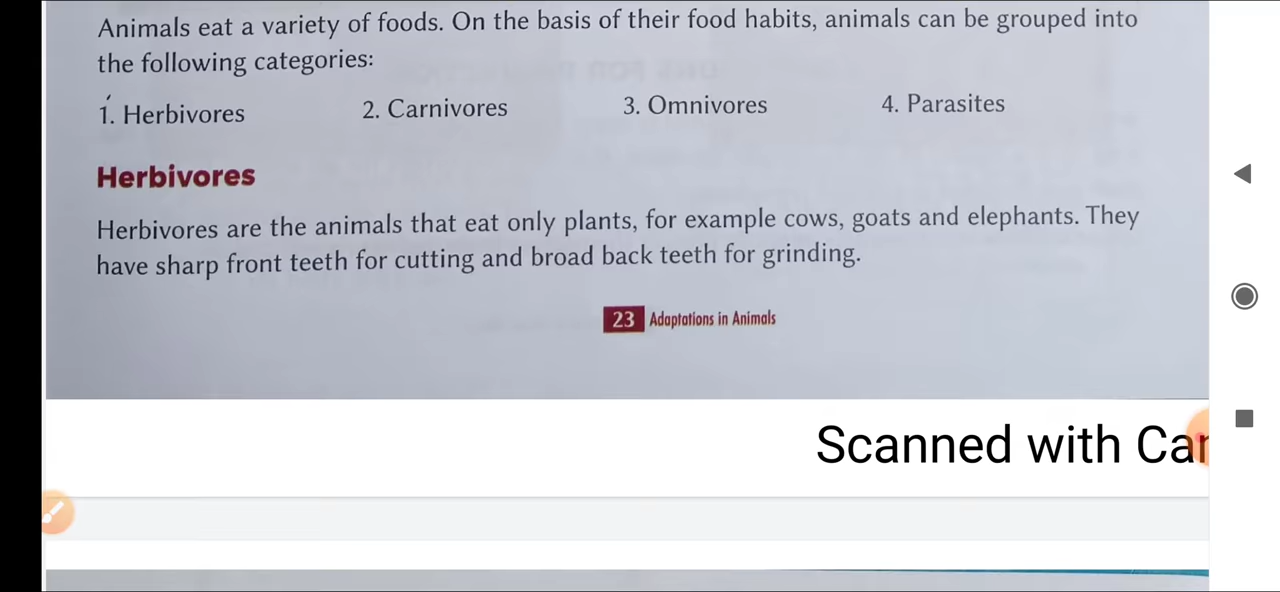 Animals eat a variety of foods. On the basis of their food habits, animals can be grouped into
the following categories:
1. Herbivores 2. Carnivores 3. Omnivores 4. Parasites
Herbivores
Herbivores are the animals that eat only plants, for example cows, goats and elephants. They
have sharp front teeth for cutting and broad back teeth for grinding.
23 Adaptations in Animals
Scanned with